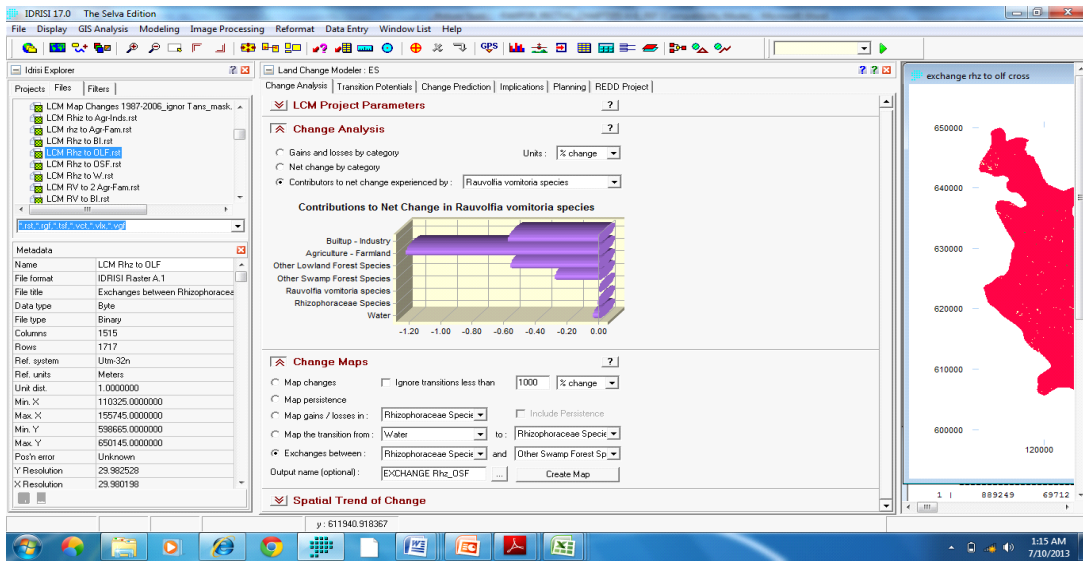 IDRISI 17.0 The Selva Edition
File Display GIS Analysis Modeling Image Processing Reformat Data Entry Window List Help
GPS
Idrisi Explorer
Projects Files Filters
LCM Map Changes 1987-2006_ignor Tans_mask.
LCM Rhiz to Agr-Inds.rst
LCM rhz to Agr-Fam.rst
LCM Rhz to BI.rst
LCM Rhz to OLF.rst
LCM Rhz to OSF.rst
LCM Rhz to W.rst
LCM RV to 2 Agr-Fam.rst
LCM RV to BI.rst
*.rst,*.rgf,*.tsf,*.vct,*.vlx,*.vgf
Metadata
Name LCM Rhz to OLF
File format IDRISI Raster A.1
File title Exchanges between Rhizophoracea
Data type Byte
File type Binary
Columns 1515
Rows 1717
Ref. system Utm-32n
Ref. units Meters
Unit dist. 1.0000000
Min. X 110325.0000000
Max. X 155745.0000000
Min. Y 598665.0000000
Max. Y 650145.0000000
Pos'n error Unknown
Y Resolution 29.982528
X Resolution 29.980198
Land Change Modeler: ES
Change Analysis Transition Potentials Change Prediction Implications Planning REDD Project
LCM Project Parameters ?
Change Analysis ?
Gains and losses by category Units : % change
Net change by category
Contributors to net change experienced by : Rauvolfia vomitoria species
Contributions to Net Change in Rauvolfia vomitoria species
Builtup - Industry
Agriculture - Farmland
Other Lowland Forest Species
Other Swamp Forest Species
Rauvolfia vomitoria species
Rhizophoraceae Species
Water
-1.20 -1.00 -0.80 -0.60 -0.40 -0.20 0.00
Change Maps ?
Map changes Ignore transitions less than 1000 % change
Map persistence
Map gains / losses in : Rhizophoraceae Specie Include Persistence
Map the transition from : Water to : Rhizophoraceae Specie
Exchanges between : Rhizophoraceae Specie and Other Swamp Forest Sp
Output name (optional) : EXCHANGE Rhz_OSF ... Create Map
Spatial Trend of Change
exchange rhz to olf cross
650000
640000
630000
620000
610000
600000
120000
1 | 889249 69712
y : 611940.918367
1:15 AM
7/10/2013